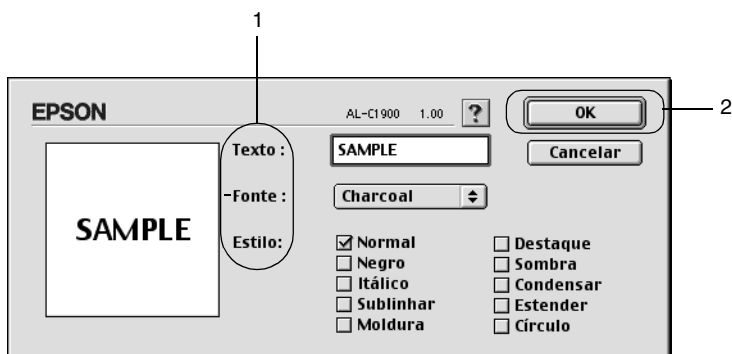 1
EPSON AL-C1900 1.00 ? OK 2
Texto : SAMPLE Cancelar
-Fonte : Charcoal
SAMPLE
Estilo: Normal Destaque
Negro Sombra
Itálico Condensar
Sublinhar Estender
Moldura Círculo